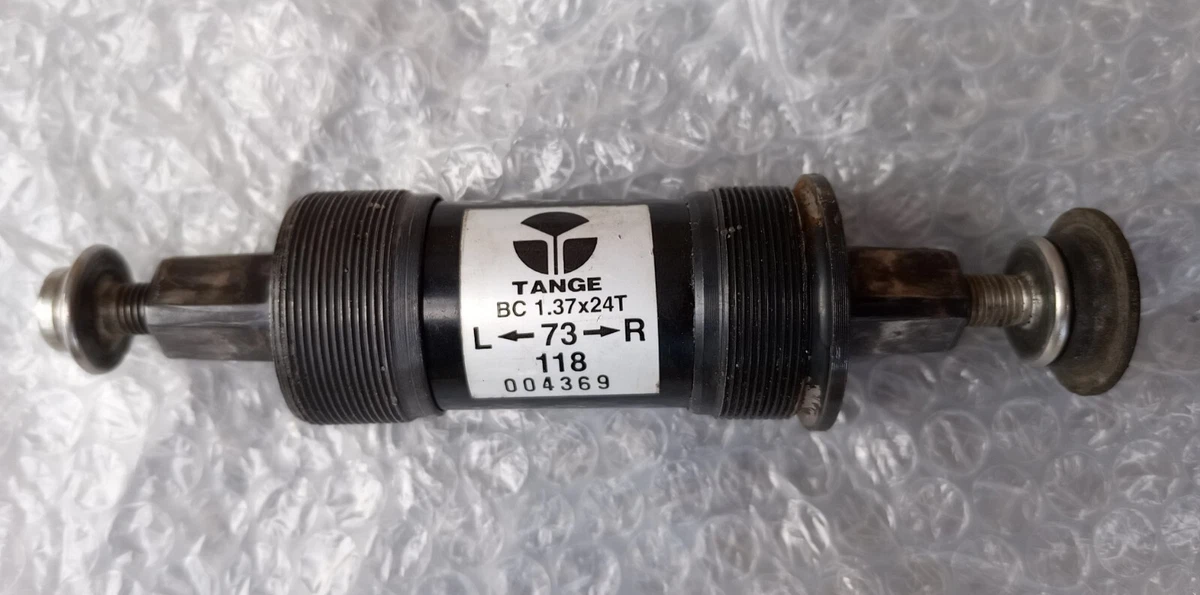 TANGE
BC 1.37x24T
L ← 73 → R
118
004369